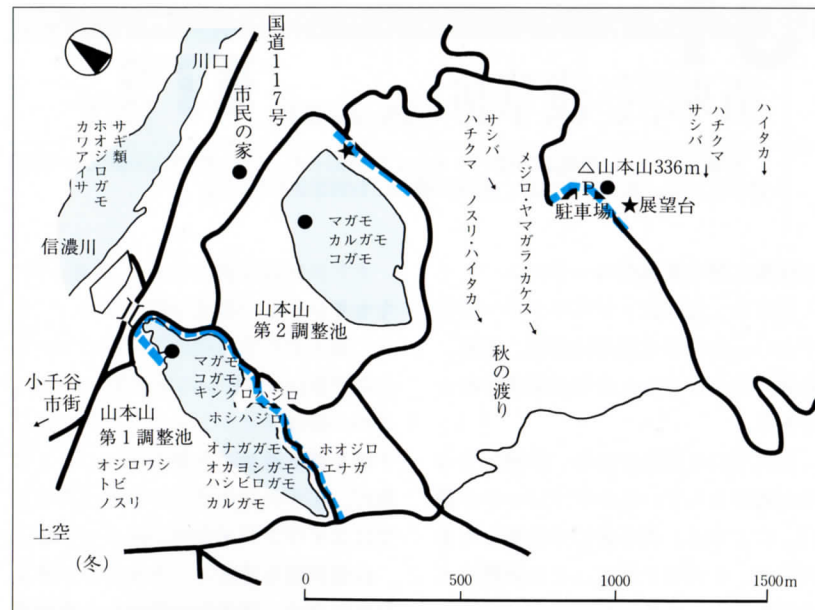 国道117号
川口
市民の家
サギ類
ホオジロガモ
カワアイサ
信濃川
マガモ
カルガモ
コガモ
山本山
第2調整池
サシバ
ハチクマ
ノスリ・ハイタカ
メジロ・ヤマガラ・カケス
秋の渡り
サシバ
ハチクマ
ハイタカ
△山本山336m
P
駐車場
★展望台
小千谷
市街
山本山
第1調整池
オジロワシ
トビ
ノスリ
上空
(冬)
マガモ
コガモ
キンクロハジロ
ホシハジロ
オナガガモ
オカヨシガモ
ハシビロガモ
カルガモ
ホオジロ
エナガ
0 500 1000 1500m